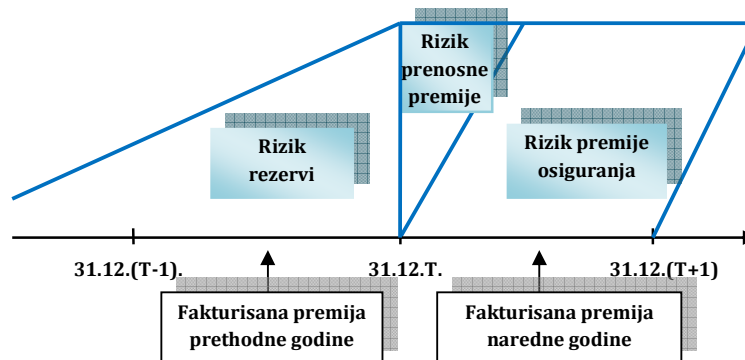 Rizik
prenosne
premije
Rizik
rezervi
Rizik premije
osiguranja
31.12.(T-1).
31.12.T.
31.12.(T+1)
Fakturisana premija
prethodne godine
Fakturisana premija
naredne godine